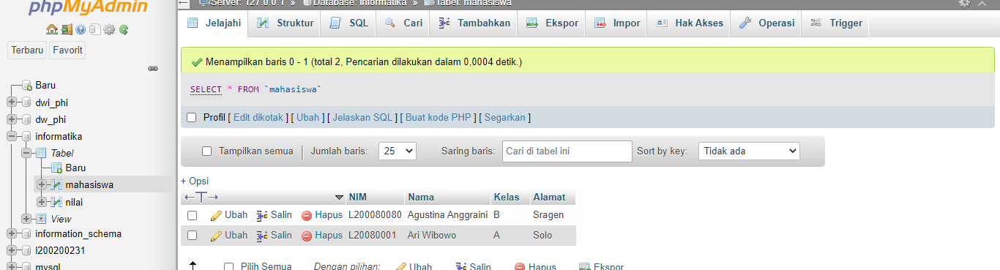 phpMyAdmin
Terbaru Favorit
Baru
dwi_phi
dw_phi
informatika
Tabel
Baru
mahasiswa
nilai
View
information_schema
l200200231
mysql
Server: 127.0.0.1 » Database: informatika » Tabel: mahasiswa
Jelajahi Struktur SQL Cari Tambahkan Ekspor Impor Hak Akses Operasi Trigger
Menampilkan baris 0 - 1 (total 2, Pencarian dilakukan dalam 0,0004 detik.)
SELECT * FROM `mahasiswa`
Profil [ Edit dikotak ] [ Ubah ] [ Jelaskan SQL ] [ Buat kode PHP ] [ Segarkan ]
Tampilkan semua | Jumlah baris: 25 Saring baris: Cari di tabel ini Sort by key: Tidak ada
+ Opsi
←T→ NIM Nama Kelas Alamat
Ubah Salin Hapus L200080080 Agustina Anggraini B Sragen
Ubah Salin Hapus L20080001 Ari Wibowo A Solo
Pilih Semua Dengan pilihan: Ubah Salin Hapus Ekspor